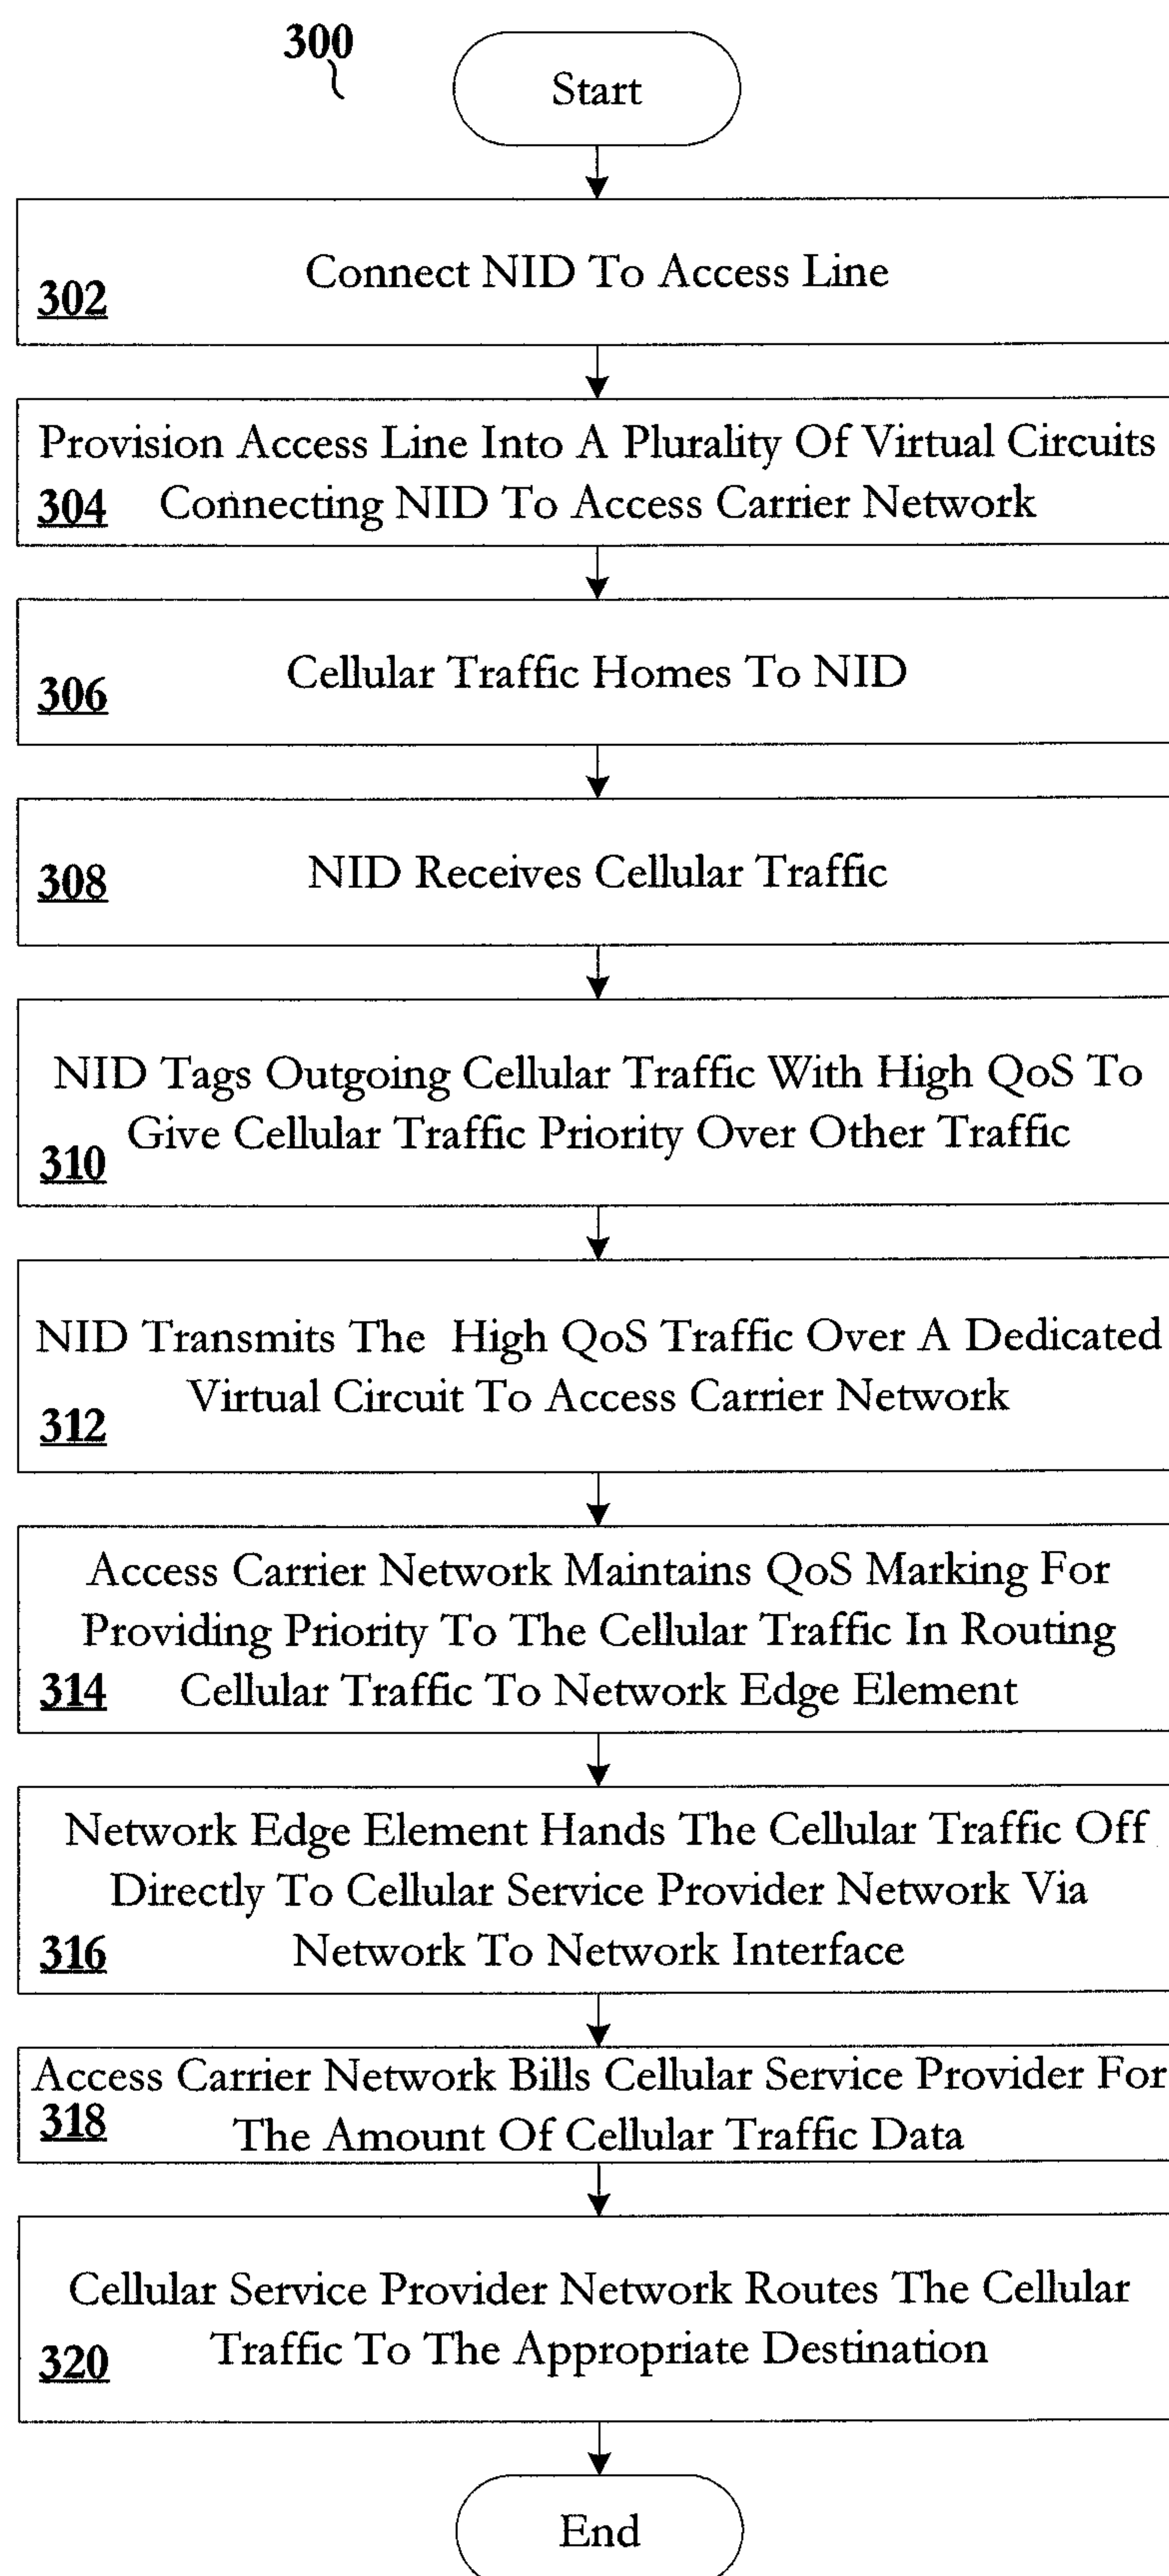 300
Start
Connect NID To Access Line
302
Provision Access Line Into A Plurality Of Virtual Circuits
304 Connecting NID To Access Carrier Network
Cellular Traffic Homes To NID
306
NID Receives Cellular Traffic
308
NID Tags Outgoing Cellular Traffic With High QoS To
Give Cellular Traffic Priority Over Other Traffic
310
NID Transmits The High QoS Traffic Over A Dedicated
Virtual Circuit To Access Carrier Network
312
Access Carrier Network Maintains QoS Marking For
Providing Priority To The Cellular Traffic In Routing
314 Cellular Traffic To Network Edge Element
Network Edge Element Hands The Cellular Traffic Off
Directly To Cellular Service Provider Network Via
316 Network To Network Interface
Access Carrier Network Bills Cellular Service Provider For
318 The Amount Of Cellular Traffic Data
Cellular Service Provider Network Routes The Cellular
Traffic To The Appropriate Destination
320
End